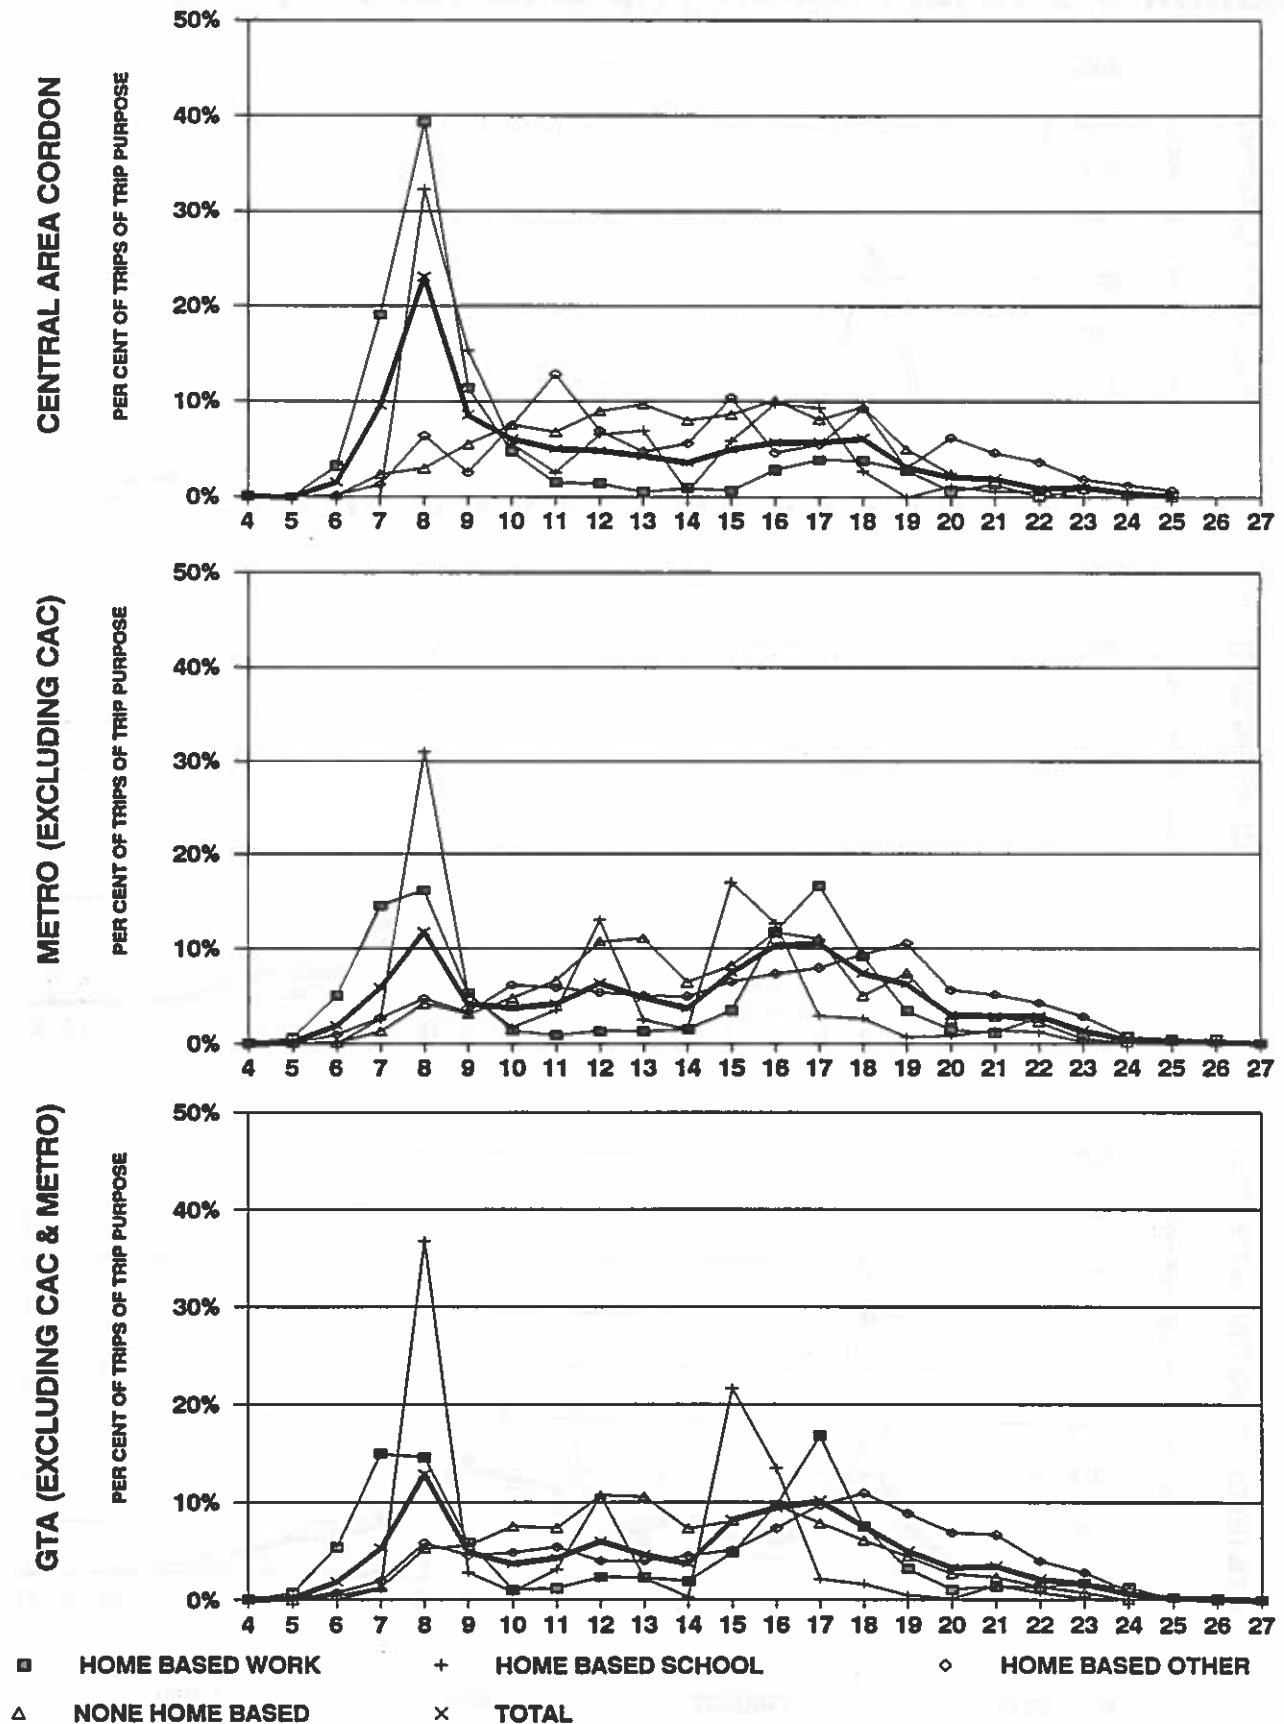 CENTRAL AREA CORDON
PER CENT OF TRIPS OF TRIP PURPOSE
50%
40%
30%
20%
10%
0%
4 5 6 7 8 9 10 11 12 13 14 15 16 17 18 19 20 21 22 23 24 25 26 27
METRO (EXCLUDING CAC)
PER CENT OF TRIPS OF TRIP PURPOSE
50%
40%
30%
20%
10%
0%
4 5 6 7 8 9 10 11 12 13 14 15 16 17 18 19 20 21 22 23 24 25 26 27
GTA (EXCLUDING CAC & METRO)
PER CENT OF TRIPS OF TRIP PURPOSE
50%
40%
30%
20%
10%
0%
4 5 6 7 8 9 10 11 12 13 14 15 16 17 18 19 20 21 22 23 24 25 26 27
HOME BASED WORK HOME BASED SCHOOL HOME BASED OTHER
NONE HOME BASED TOTAL